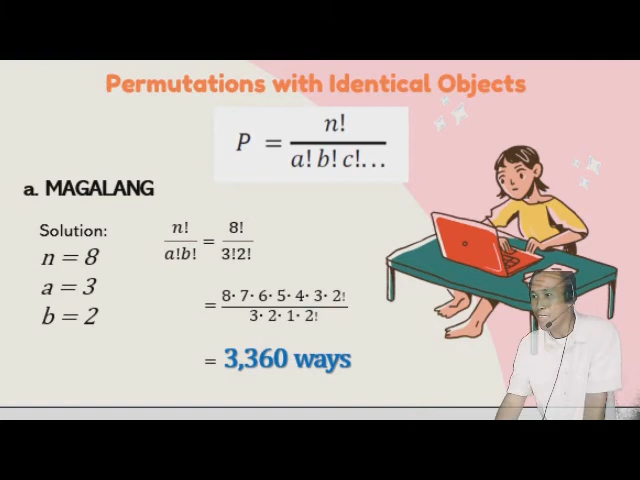 Permutations with Identical Objects
P = n! / a! b! c!...
a. MAGALANG
Solution:
n = 8
a = 3
b = 2
n! / a!b! = 8! / 3!2!
= 8· 7· 6· 5· 4· 3· 2! / 3· 2· 1· 2!
= 3,360 ways